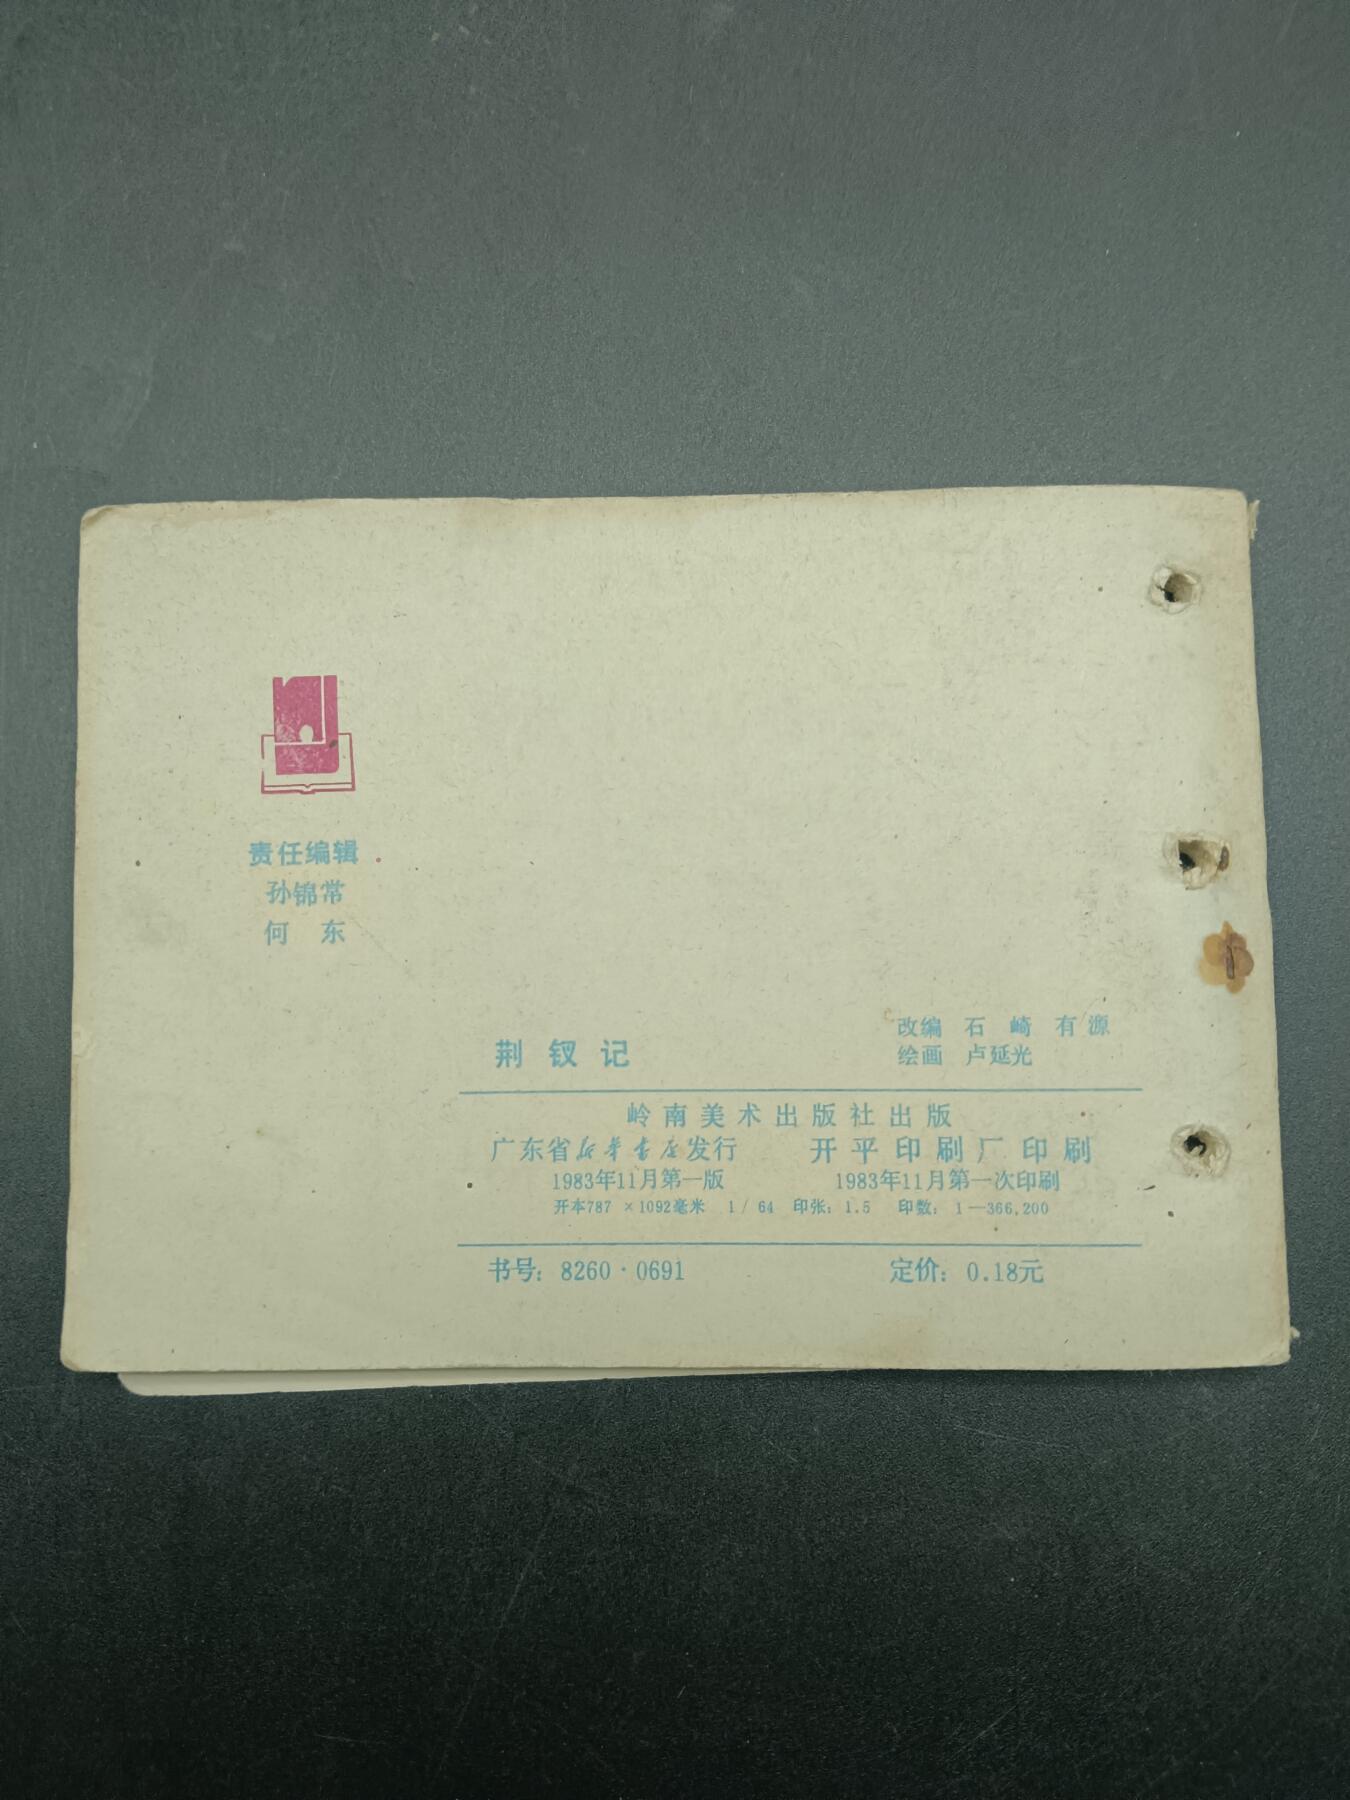 责任编辑
孙锦常
何 东
荆钗记
改编 石崎 有源
绘画 卢延光
岭南美术出版社出版
广东省新华书店发行 开平印刷厂印刷
1983年11月第一版 1983年11月第一次印刷
开本787×1092毫米 1/64 印张：1.5 印数：1—366,200
书号：8260·0691 定价：0.18元